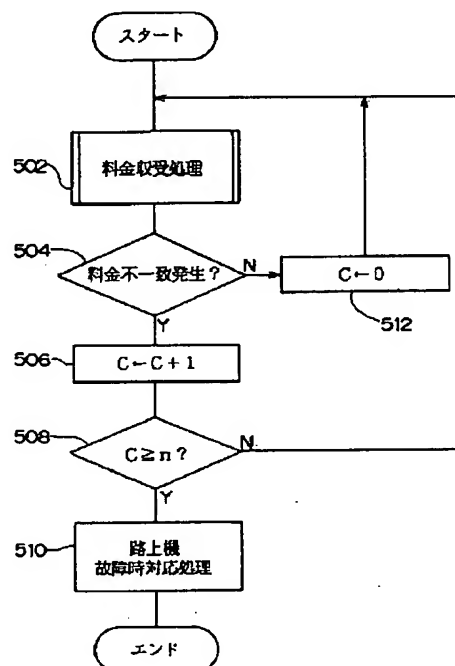 スタート
502
料金収受処理
504
料金不一致発生?
N
C←0
512
Y
506
C←C+1
508
C≧n?
N
Y
510
路上機
故障時対応処理
エンド